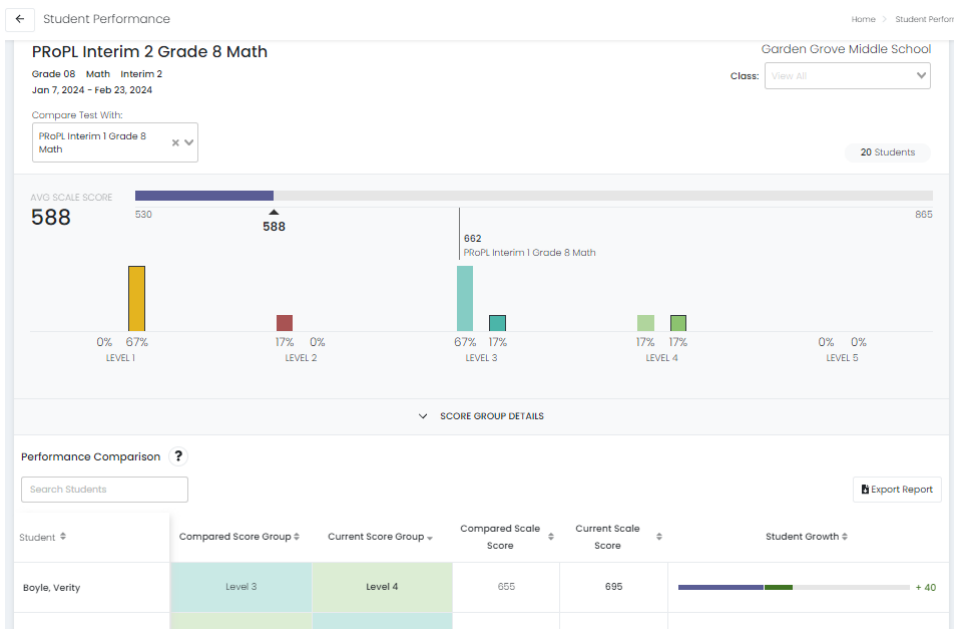 Student Performance
Home > Student Perfor
PRoPL Interim 2 Grade 8 Math
Garden Grove Middle School
Grade 08 Math Interim 2
Class: View All
Jan 7, 2024 - Feb 23, 2024
Compare Test With:
PRoPL Interim 1 Grade 8
Math
20 Students
AVG SCALE SCORE
588
530
865
588
662
PRoPL Interim 1 Grade 8 Math
0% 67% 17% 0% 67% 17% 17% 17% 0% 0%
LEVEL 1 LEVEL 2 LEVEL 3 LEVEL 4 LEVEL 5
SCORE GROUP DETAILS
Performance Comparison ?
Search Students
Export Report
Student Compared Score Group Current Score Group Compared Scale Score Current Scale Score Student Growth
Boyle, Verity Level 3 Level 4 655 695 + 40